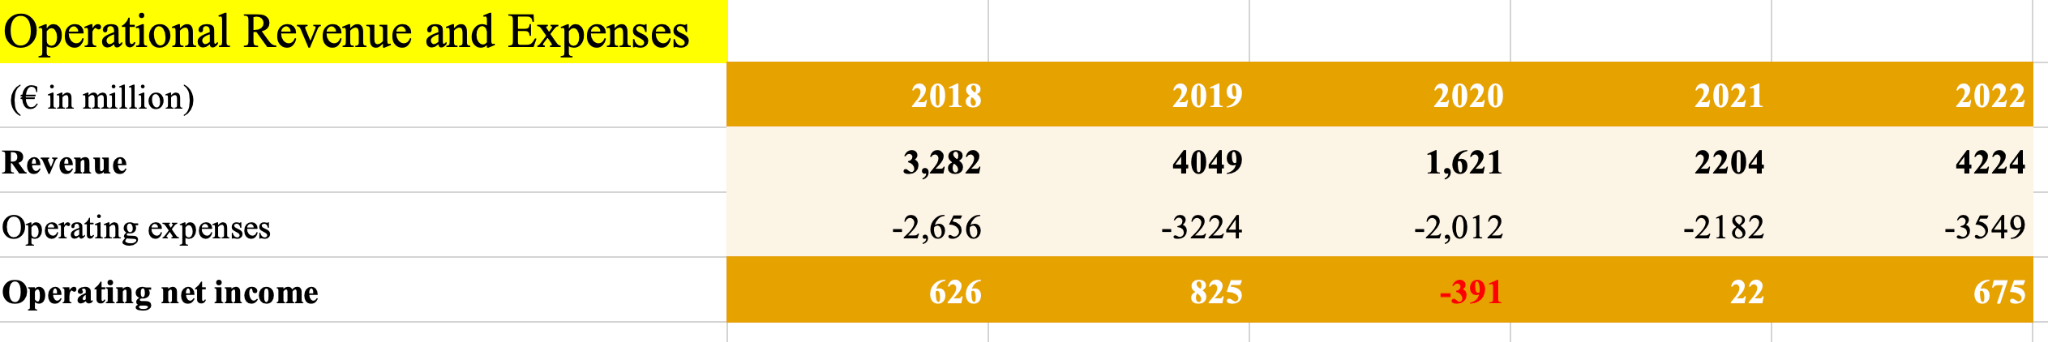 Operational Revenue and Expenses
(€ in million) 2018 2019 2020 2021 2022
Revenue 3,282 4049 1,621 2204 4224
Operating expenses -2,656 -3224 -2,012 -2182 -3549
Operating net income 626 825 -391 22 675